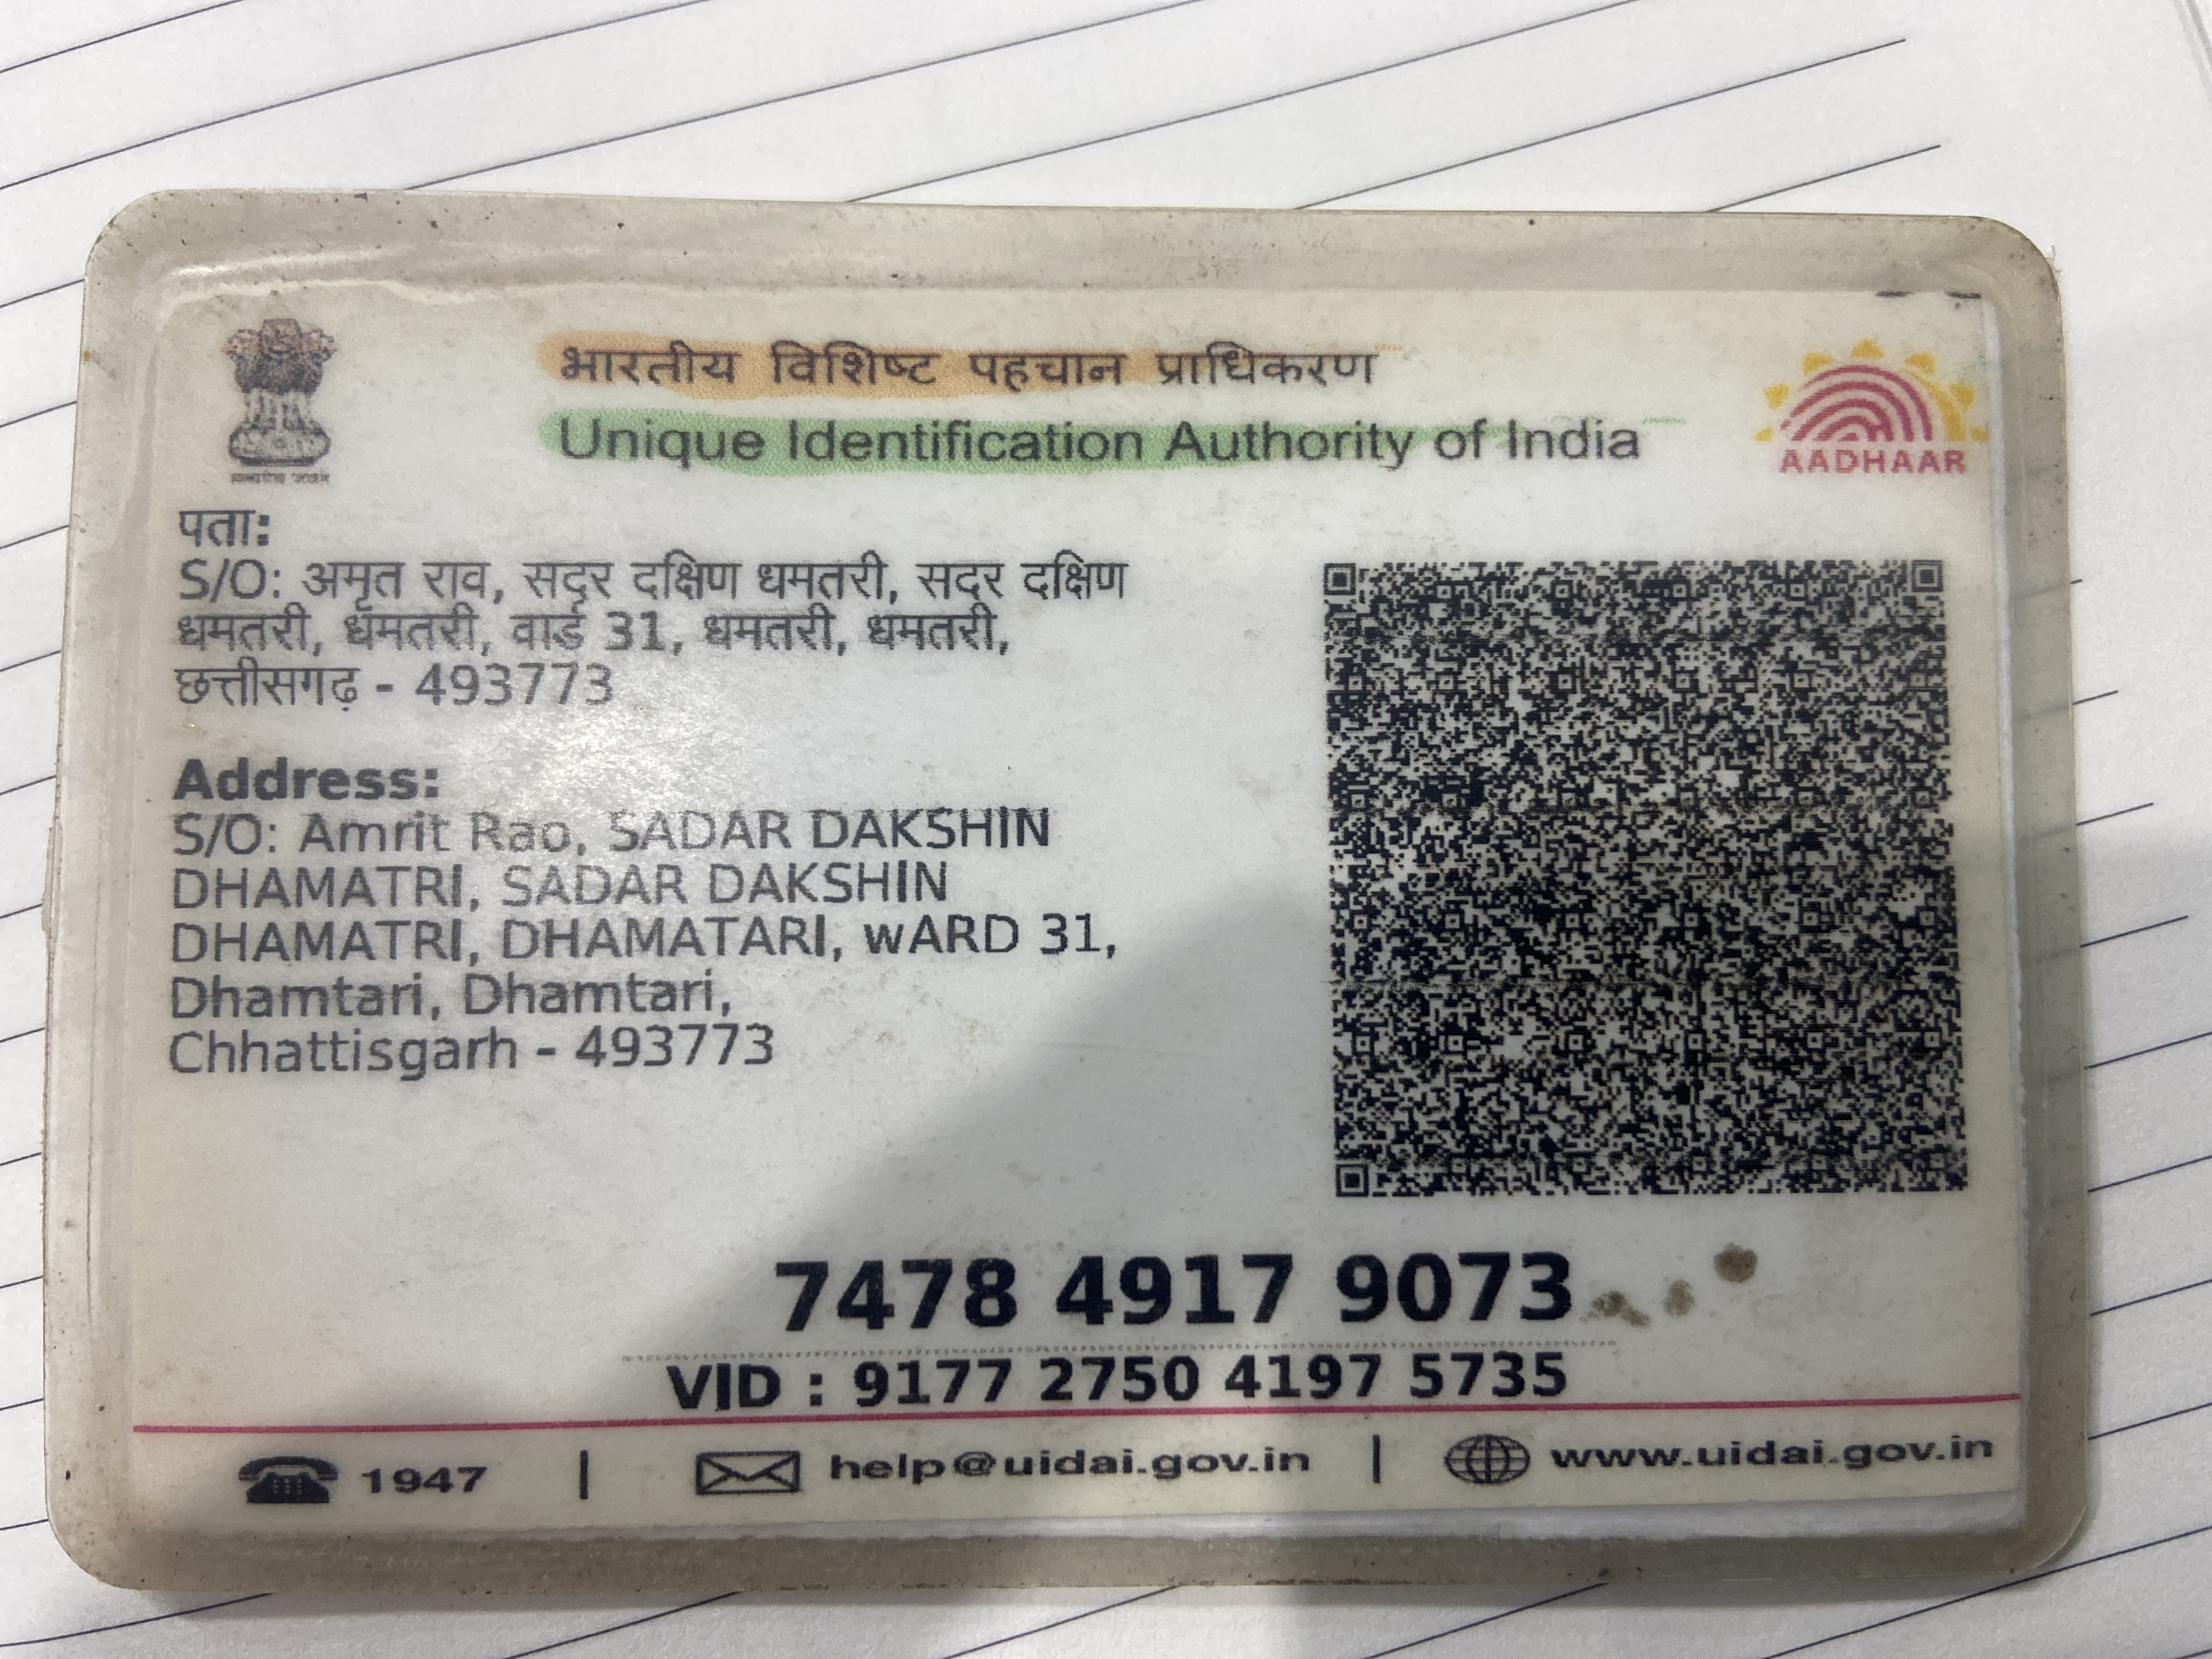 भारतीय विशिष्ट पहचान प्राधिकरण
Unique Identification Authority of India
AADHAAR
पता:
S/O: अमृत राव, सदर दक्षिण धमतरी, सदर दक्षिण
धमतरी, धमतरी, वार्ड 31, धमतरी, धमतरी,
छत्तीसगढ़ - 493773
Address:
S/O: Amrit Rao, SADAR DAKSHIN
DHAMATRI, SADAR DAKSHIN
DHAMATRI, DHAMATARI, wARD 31,
Dhamtari, Dhamtari,
Chhattisgarh - 493773
7478 4917 9073
VID : 9177 2750 4197 5735
1947 | help@uidai.gov.in | www.uidai.gov.in